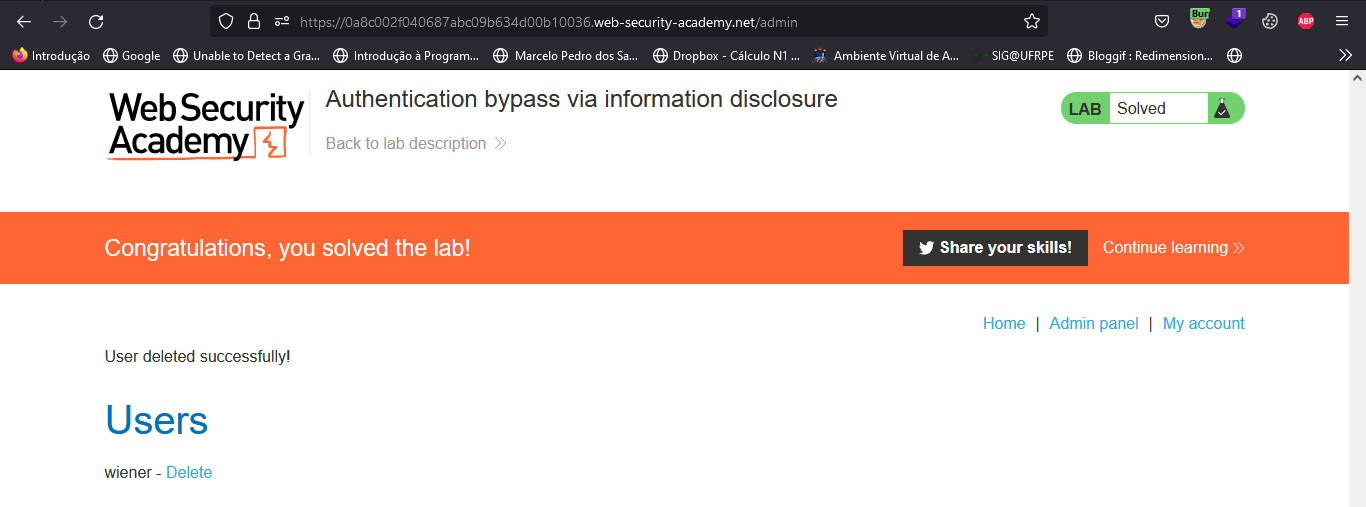 https://0a8c002f040687abc09b634d00b10036.web-security-academy.net/admin
Burr
1
ABP
Introdução Google Unable to Detect a Gra... Introdução à Program... Marcelo Pedro dos Sa... Dropbox - Cálculo N1 ... Ambiente Virtual de A... SIG@UFRPE Bloggif : Redimension...
Web Security
Academy
Authentication bypass via information disclosure
Back to lab description
LAB Solved
Congratulations, you solved the lab!
Share your skills! Continue learning
Home | Admin panel | My account
User deleted successfully!
Users
wiener - Delete